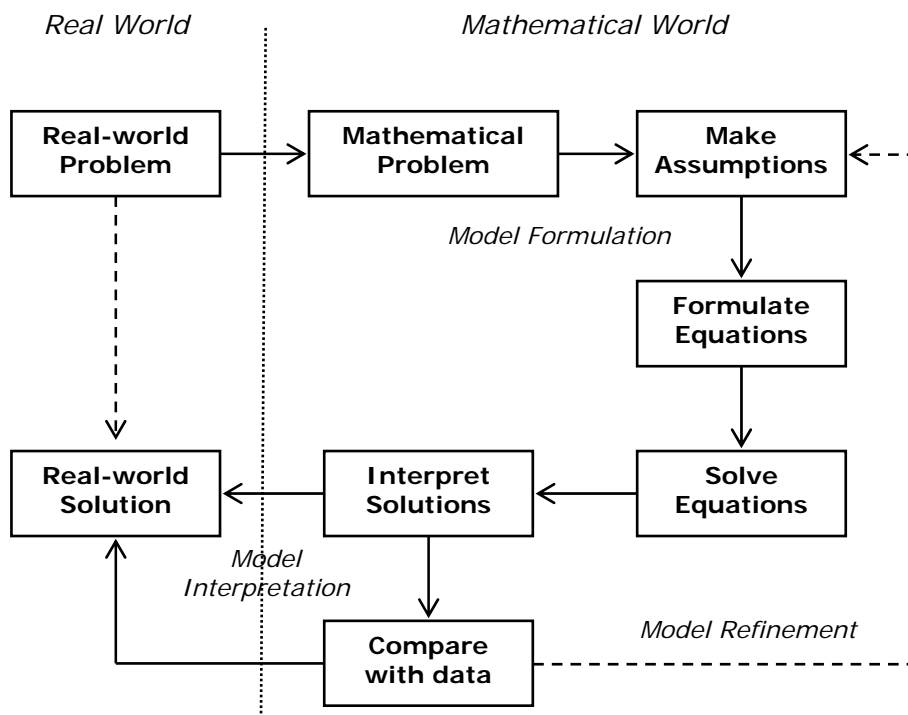 Real World
Mathematical World
Real-world
Problem
Mathematical
Problem
Make
Assumptions
Model Formulation
Formulate
Equations
Real-world
Solution
Interpret
Solutions
Solve
Equations
Model
Interpretation
Compare
with data
Model Refinement